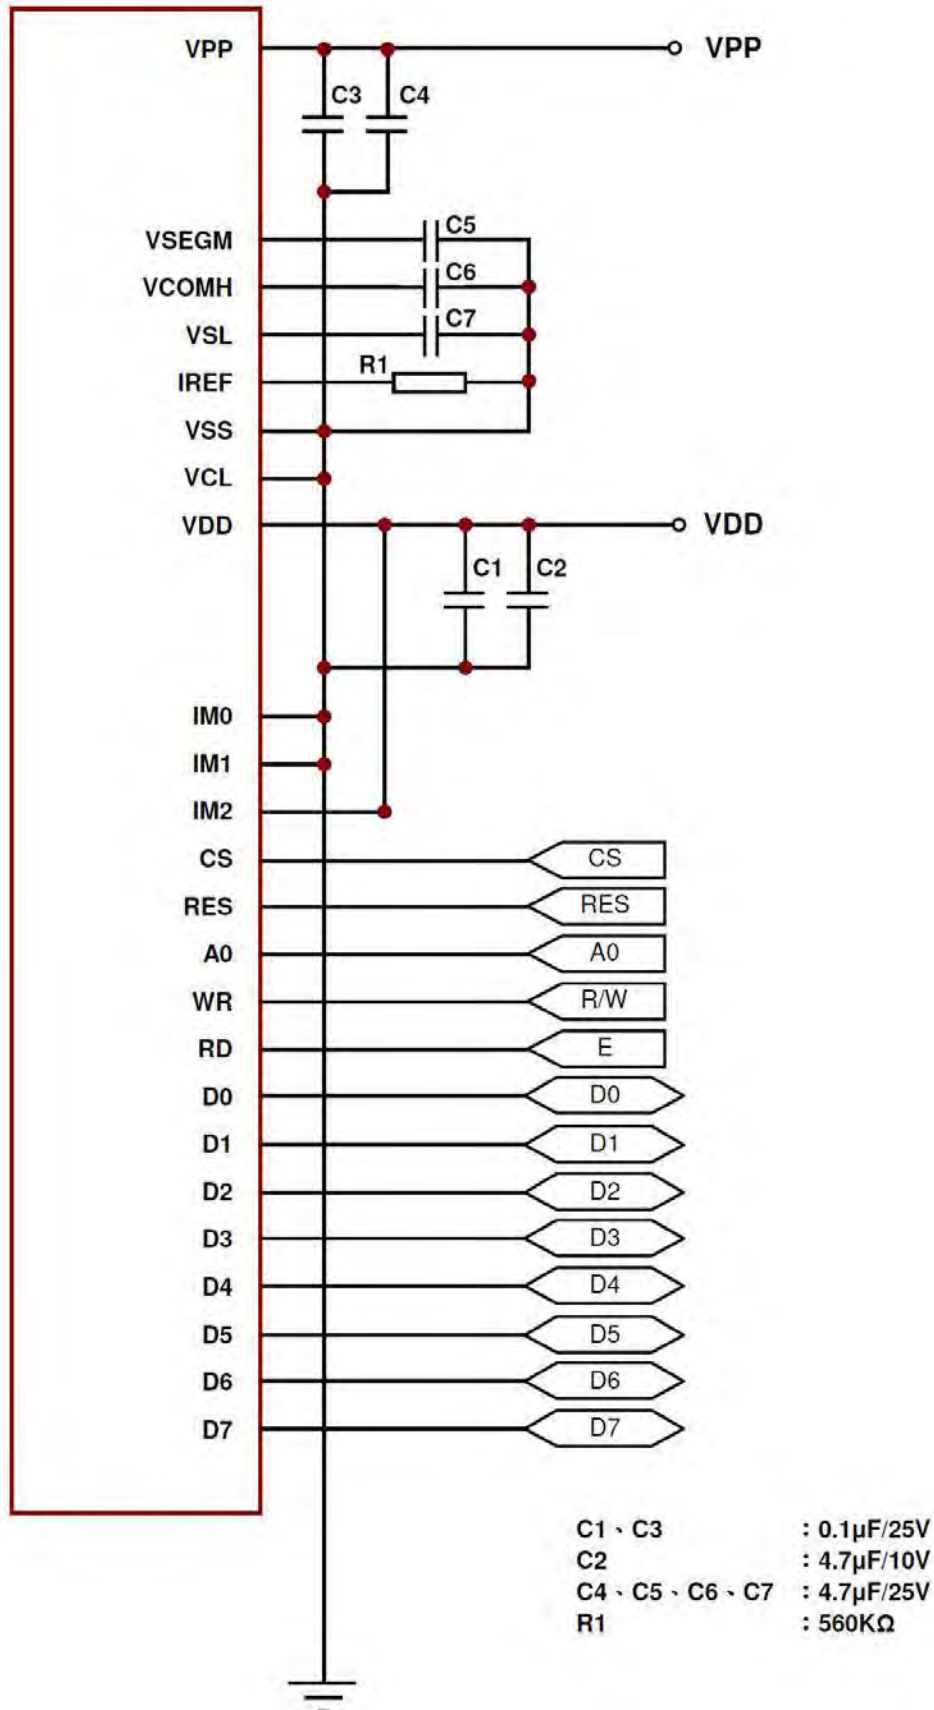 VPP VPP
C3 C4
VSEGM C5
VCOMH C6
VSL C7
IREF R1
VSS
VCL
VDD VDD
C1 C2
IM0
IM1
IM2
CS CS
RES RES
A0 A0
WR R/W
RD E
D0 D0
D1 D1
D2 D2
D3 D3
D4 D4
D5 D5
D6 D6
D7 D7
C1、C3 : 0.1μF/25V
C2 : 4.7μF/10V
C4、C5、C6、C7 : 4.7μF/25V
R1 : 560KΩ